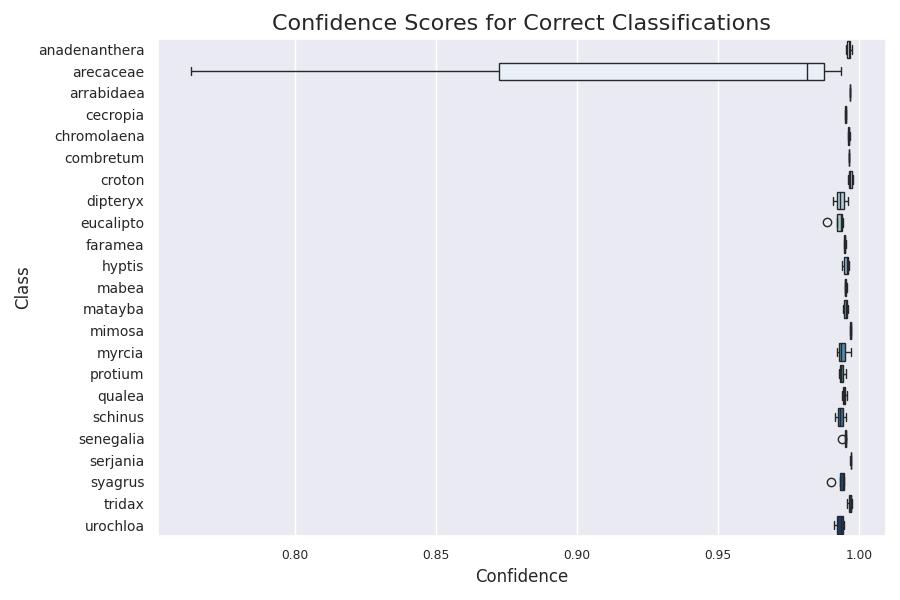 Confidence Scores for Correct Classifications
anadenanthera
arecaceae
arrabidaea
cecropia
chromolaena
combretum
croton
dipteryx
eucalipto
faramea
hyptis
mabea
matayba
mimosa
myrcia
protium
qualea
schinus
senegalia
serjania
syagrus
tridax
urochloa
Class
0.80 0.85 0.90 0.95 1.00
Confidence